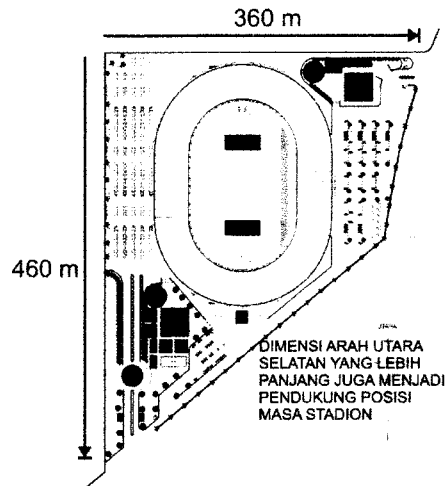 360 m
460 m
DIMENSI ARAH UTARA
SELATAN YANG LEBIH
PANJANG JUGA MENJADI
PENDUKUNG POSISI
MASA STADION